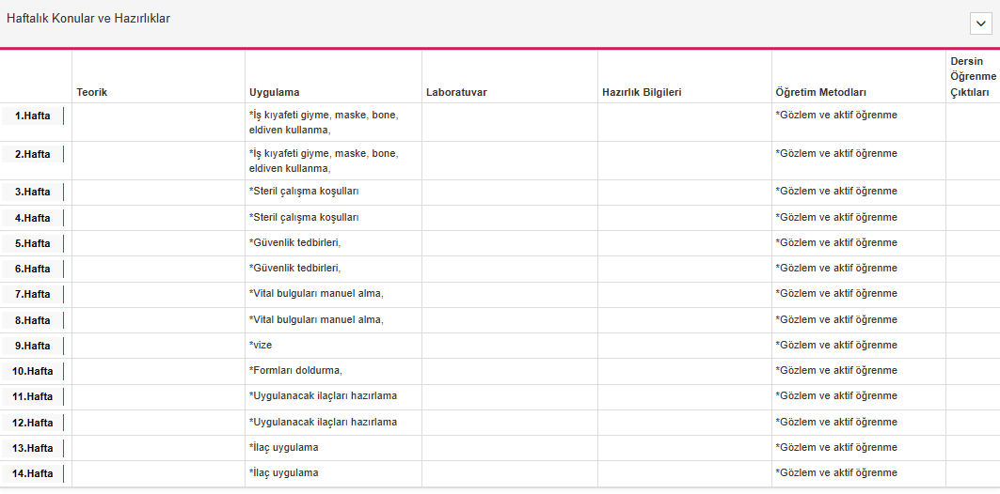 Haftalık Konular ve Hazırlıklar
Teorik Uygulama Laboratuvar Hazırlık Bilgileri Öğretim Metodları Dersin Öğrenme Çıktıları
1.Hafta *İş kıyafeti giyme, maske, bone, eldiven kullanma, *Gözlem ve aktif öğrenme
2.Hafta *İş kıyafeti giyme, maske, bone, eldiven kullanma, *Gözlem ve aktif öğrenme
3.Hafta *Steril çalışma koşulları *Gözlem ve aktif öğrenme
4.Hafta *Steril çalışma koşulları *Gözlem ve aktif öğrenme
5.Hafta *Güvenlik tedbirleri, *Gözlem ve aktif öğrenme
6.Hafta *Güvenlik tedbirleri, *Gözlem ve aktif öğrenme
7.Hafta *Vital bulguları manuel alma, *Gözlem ve aktif öğrenme
8.Hafta *Vital bulguları manuel alma, *Gözlem ve aktif öğrenme
9.Hafta *vize *Gözlem ve aktif öğrenme
10.Hafta *Formları doldurma, *Gözlem ve aktif öğrenme
11.Hafta *Uygulanacak ilaçları hazırlama *Gözlem ve aktif öğrenme
12.Hafta *Uygulanacak ilaçları hazırlama *Gözlem ve aktif öğrenme
13.Hafta *İlaç uygulama *Gözlem ve aktif öğrenme
14.Hafta *İlaç uygulama *Gözlem ve aktif öğrenme